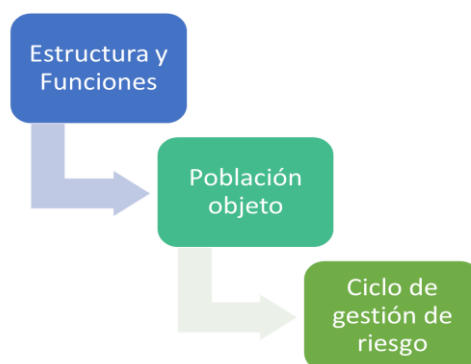 Estructura y
Funciones
Población
objeto
Ciclo de
gestión de
riesgo